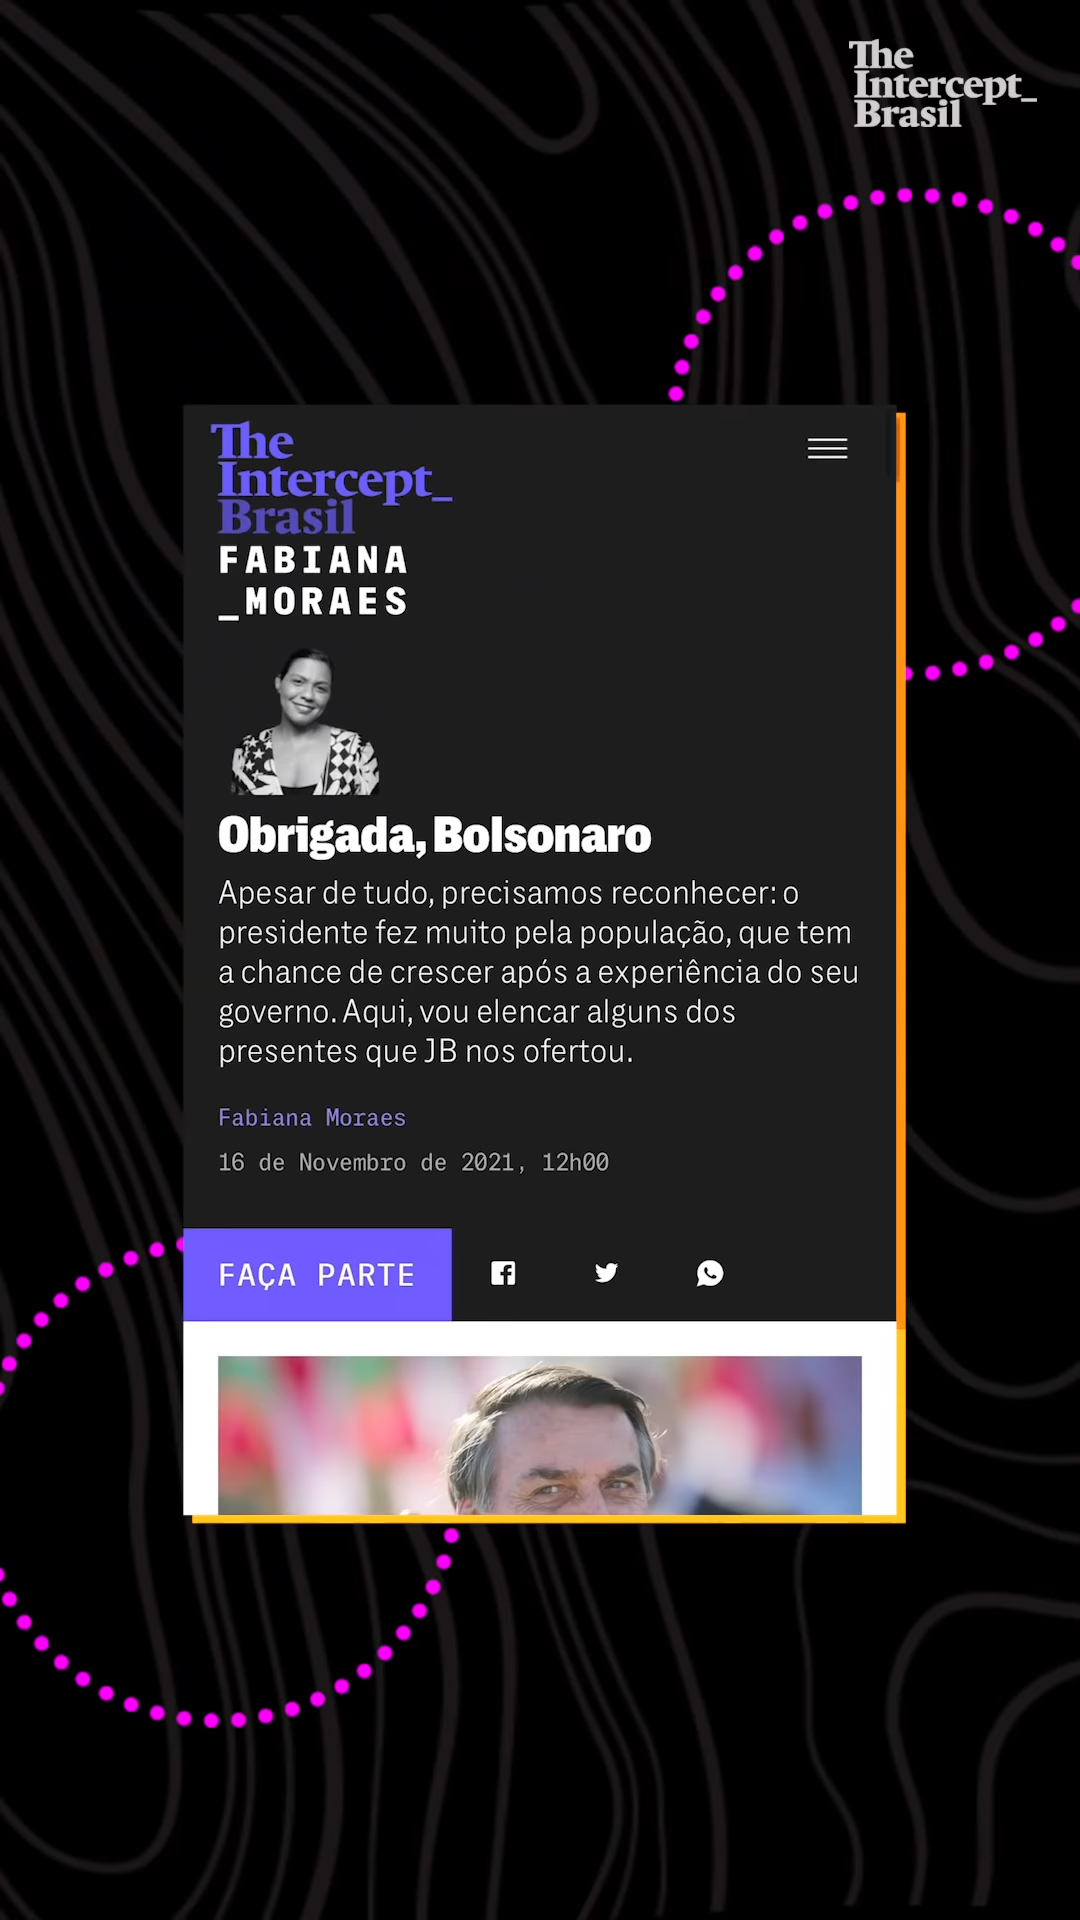 The
Intercept_
Brasil
The
Intercept_
Brasil
FABIANA
_MORAES
Obrigada, Bolsonaro
Apesar de tudo, precisamos reconhecer: o
presidente fez muito pela população, que tem
a chance de crescer após a experiência do seu
governo. Aqui, vou elencar alguns dos
presentes que JB nos ofertou.
Fabiana Moraes
16 de Novembro de 2021, 12h00
FAÇA PARTE